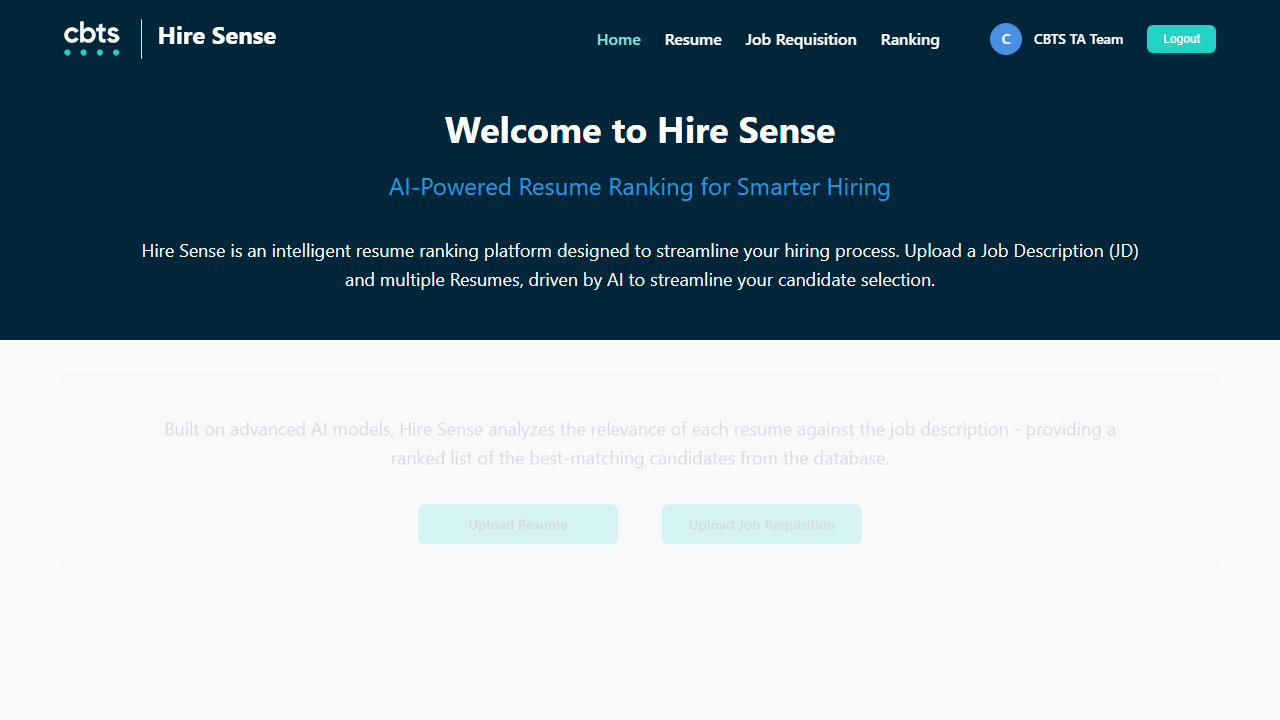 cbts
Hire Sense
Home
Resume
Job Requisition
Ranking
C
CBTS TA Team
Logout
Welcome to Hire Sense
AI-Powered Resume Ranking for Smarter Hiring
Hire Sense is an intelligent resume ranking platform designed to streamline your hiring process. Upload a Job Description (JD)
and multiple Resumes, driven by AI to streamline your candidate selection.
Built on advanced AI models, Hire Sense analyzes the relevance of each resume against the job description - providing a
ranked list of the best-matching candidates from the database.
Upload Resume
Upload Job Requisition